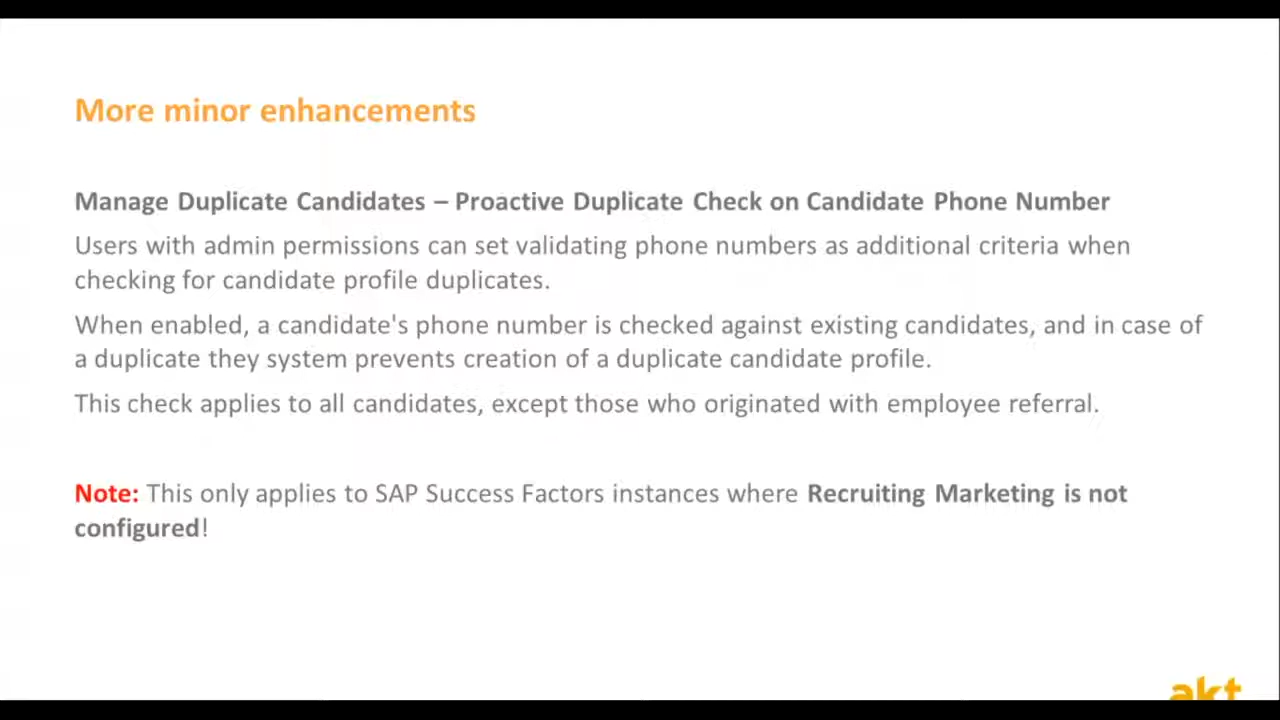 More minor enhancements
Manage Duplicate Candidates – Proactive Duplicate Check on Candidate Phone Number
Users with admin permissions can set validating phone numbers as additional criteria when
checking for candidate profile duplicates.
When enabled, a candidate's phone number is checked against existing candidates, and in case of
a duplicate they system prevents creation of a duplicate candidate profile.
This check applies to all candidates, except those who originated with employee referral.
Note: This only applies to SAP Success Factors instances where Recruiting Marketing is not
configured!
akt